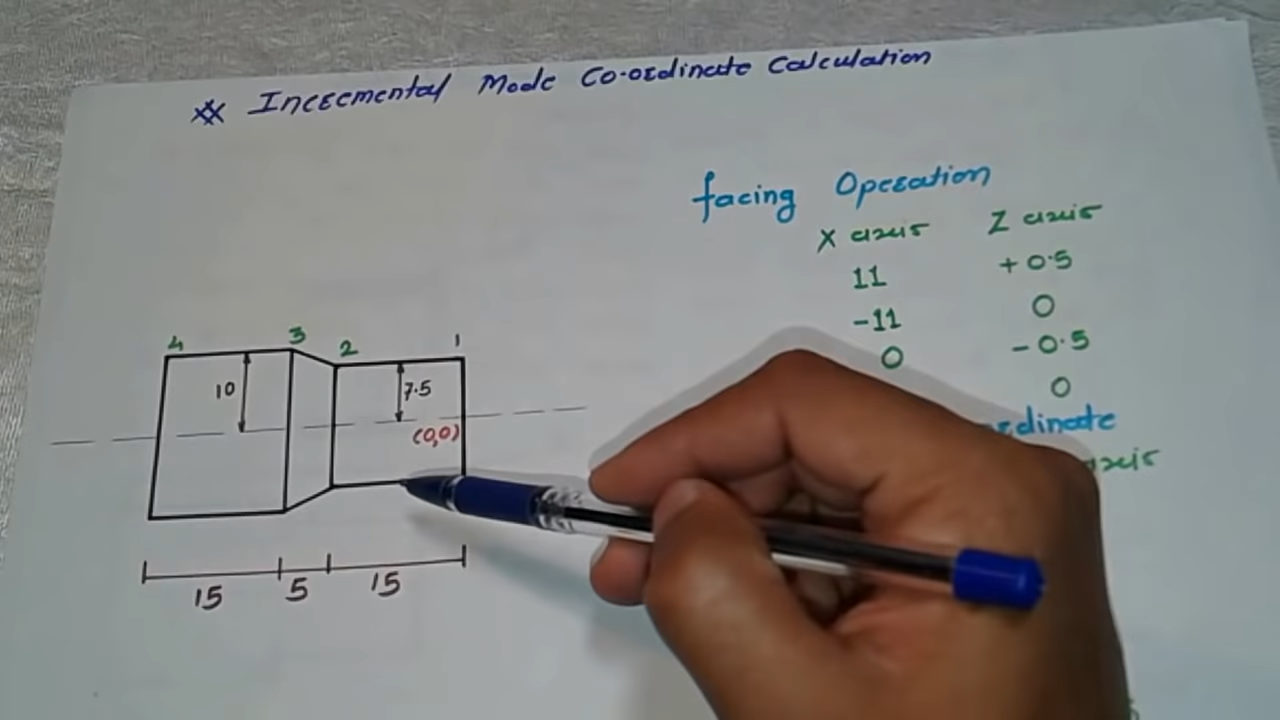 ** Incremental Mode Co-ordinate Calculation
facing Operation
X axis Z axis
11 +0.5
-11 0
0 -0.5
0
4 3 2 1
10 7.5
(0,0)
axis
15 5 15